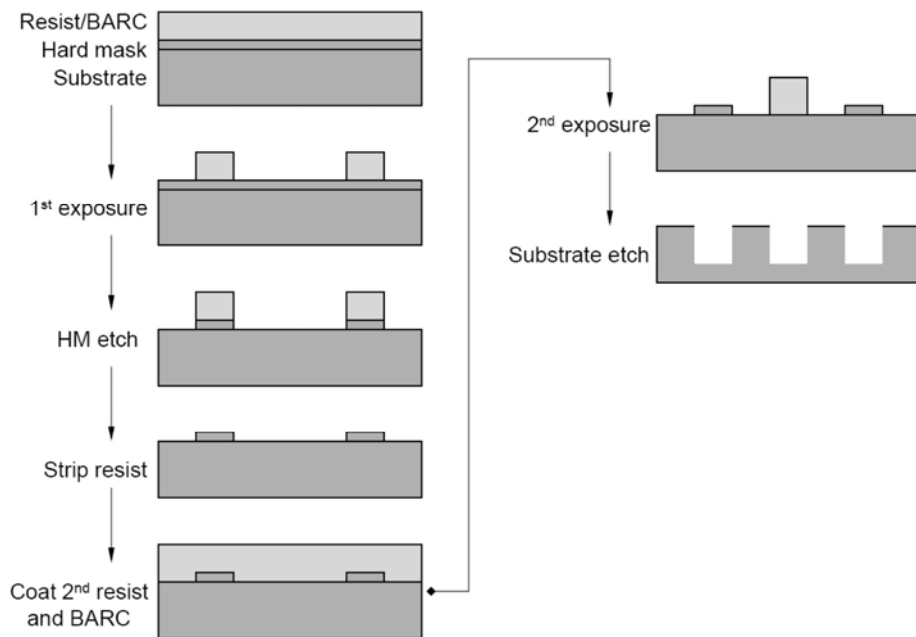 Resist/BARC
Hard mask
Substrate
1st exposure
HM etch
Strip resist
Coat 2nd resist
and BARC
2nd exposure
Substrate etch